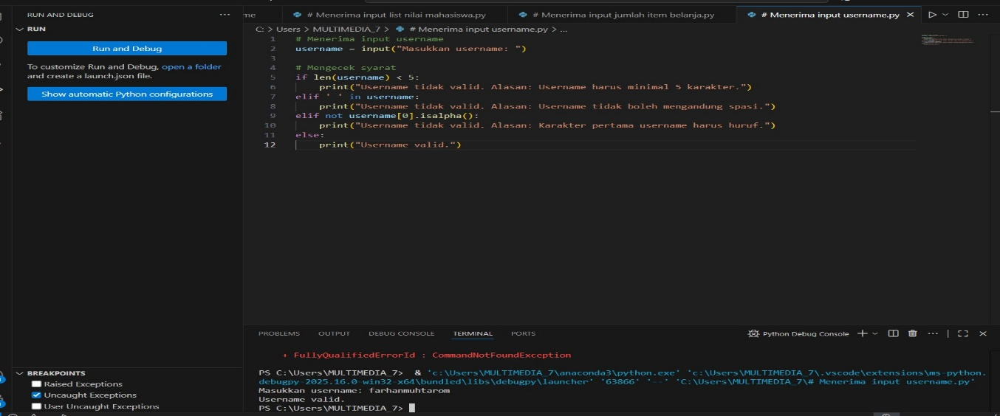 RUN AND DEBUG
RUN
Run and Debug
To customize Run and Debug, open a folder
and create a launch.json file.
Show automatic Python configurations
BREAKPOINTS
Raised Exceptions
Uncaught Exceptions
User Uncaught Exceptions
me
# Menerima input list nilai mahasiswa.py
# Menerima input jumlah item belanja.py
# Menerima input username.py
C: > Users > MULTIMEDIA_7 > # Menerima input username.py > ...
1 # Menerima input username
2 username = input("Masukkan username: ")
3
4 # Mengecek syarat
5 if len(username) < 5:
6 print("Username tidak valid. Alasan: Username harus minimal 5 karakter.")
7 elif ' ' in username:
8 print("Username tidak valid. Alasan: Username tidak boleh mengandung spasi.")
9 elif not username[0].isalpha():
10 print("Username tidak valid. Alasan: Karakter pertama username harus huruf.")
11 else:
12 print("Username valid.")
PROBLEMS OUTPUT DEBUG CONSOLE TERMINAL PORTS
Python Debug Console
+ FullyQualifiedErrorId : CommandNotFoundException
PS C:\Users\MULTIMEDIA_7> & 'c:\Users\MULTIMEDIA_7\anaconda3\python.exe' 'c:\Users\MULTIMEDIA_7\.vscode\extensions\ms-python.
debugpy-2025.16.0-win32-x64\bundled\libs\debugpy\launcher' '63866' '--' 'C:\Users\MULTIMEDIA_7\# Menerima input username.py'
Masukkan username: farhanmuhtarom
Username valid.
PS C:\Users\MULTIMEDIA_7>